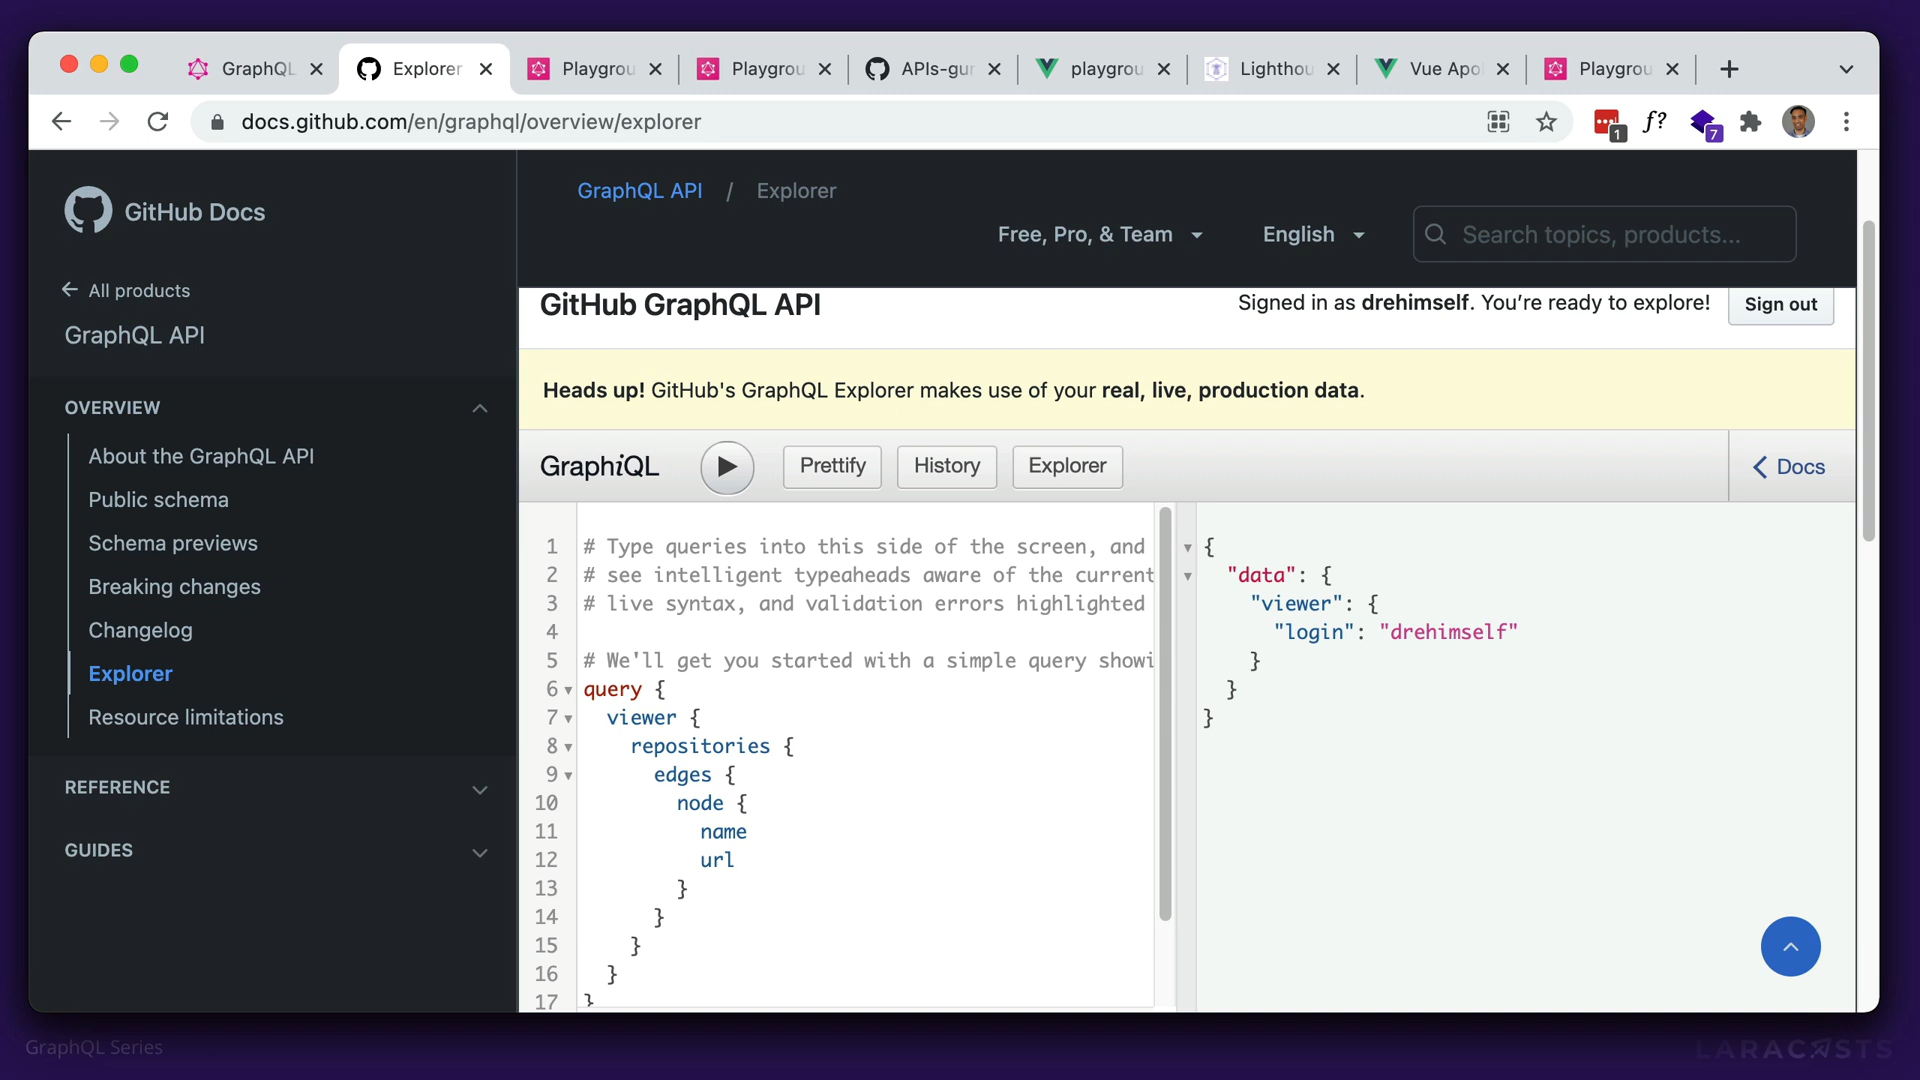 GraphQL
Explorer
Playgrou
Playgrou
APIs-gur
playgrou
Lighthou
Vue Apol
Playgrou
docs.github.com/en/graphql/overview/explorer
1
f?
7
GitHub Docs
All products
GraphQL API
OVERVIEW
About the GraphQL API
Public schema
Schema previews
Breaking changes
Changelog
Explorer
Resource limitations
REFERENCE
GUIDES
GraphQL API / Explorer
Free, Pro, & Team
English
Search topics, products...
GitHub GraphQL API
Signed in as drehimself. You’re ready to explore!
Sign out
Heads up! GitHub's GraphQL Explorer makes use of your real, live, production data.
GraphiQL
Prettify
History
Explorer
Docs
1 # Type queries into this side of the screen, and
2 # see intelligent typeaheads aware of the current
3 # live syntax, and validation errors highlighted
4
5 # We'll get you started with a simple query showi
6 query {
7 viewer {
8 repositories {
9 edges {
10 node {
11 name
12 url
13 }
14 }
15 }
16 }
17 }
{
"data": {
"viewer": {
"login": "drehimself"
}
}
}
GraphQL Series
LARACASTS